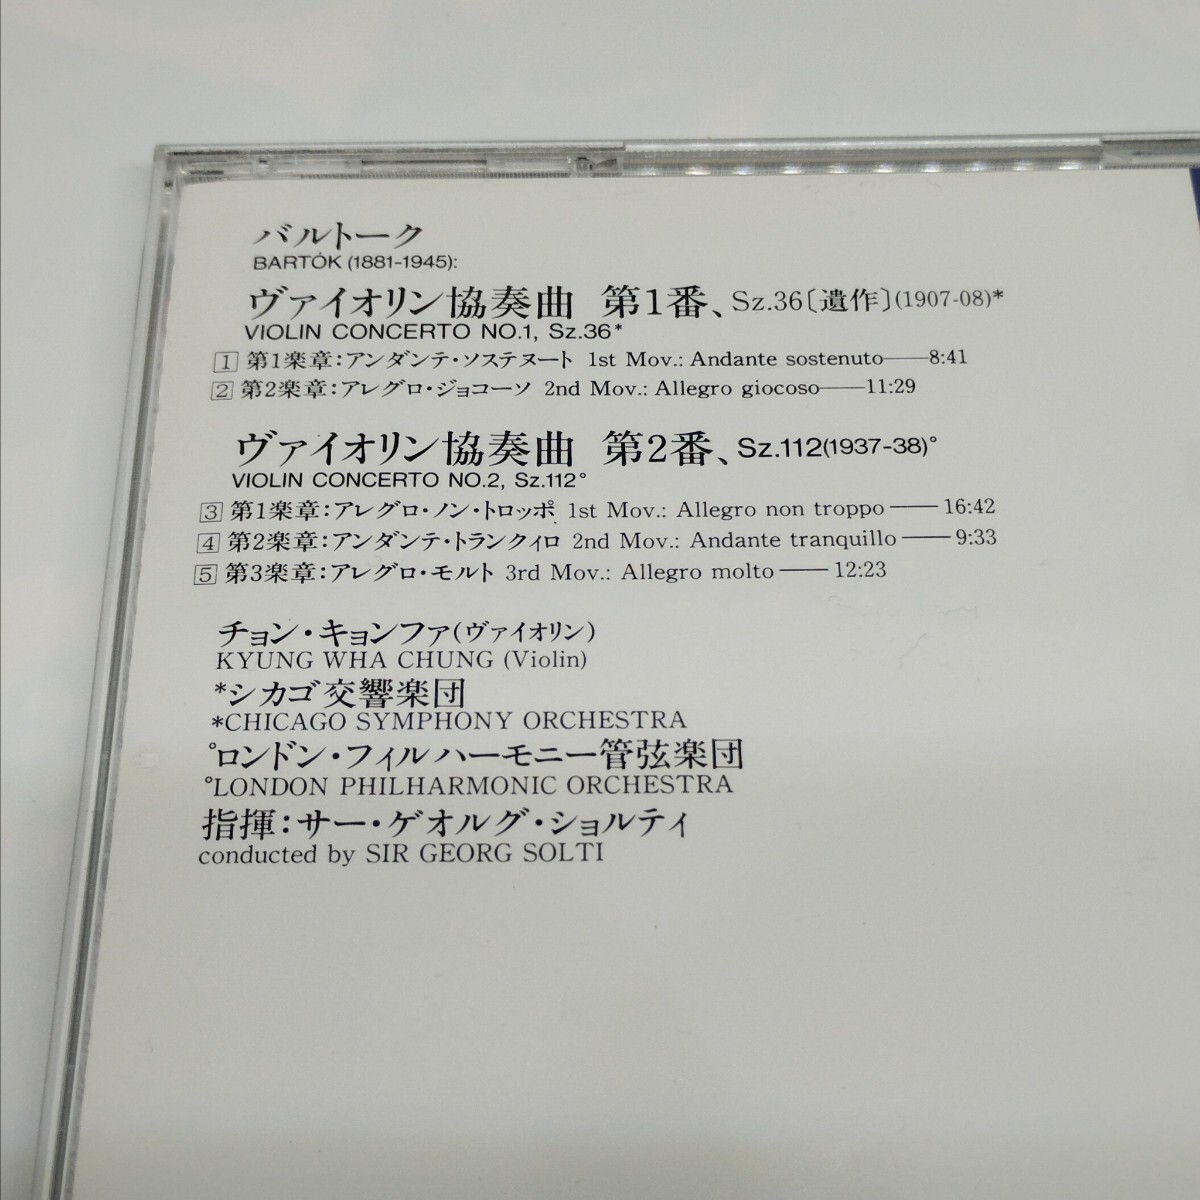 バルトーク
BARTÓK (1881-1945):
ヴァイオリン協奏曲 第1番、Sz.36〔遺作〕(1907-08)*
VIOLIN CONCERTO NO.1, Sz.36*
1 第1楽章:アンダンテ・ソステヌート 1st Mov.: Andante sostenuto——8:41
2 第2楽章:アレグロ・ジョコーソ 2nd Mov.: Allegro giocoso——11:29
ヴァイオリン協奏曲 第2番、Sz.112(1937-38)°
VIOLIN CONCERTO NO.2, Sz.112°
3 第1楽章:アレグロ・ノン・トロッポ 1st Mov.: Allegro non troppo——16:42
4 第2楽章:アンダンテ・トランクィロ 2nd Mov.: Andante tranquillo——9:33
5 第3楽章:アレグロ・モルト 3rd Mov.: Allegro molto——12:23
チョン・キョンファ(ヴァイオリン)
KYUNG WHA CHUNG (Violin)
*シカゴ交響楽団
*CHICAGO SYMPHONY ORCHESTRA
°ロンドン・フィルハーモニー管弦楽団
°LONDON PHILHARMONIC ORCHESTRA
指揮:サー・ゲオルグ・ショルティ
conducted by SIR GEORG SOLTI